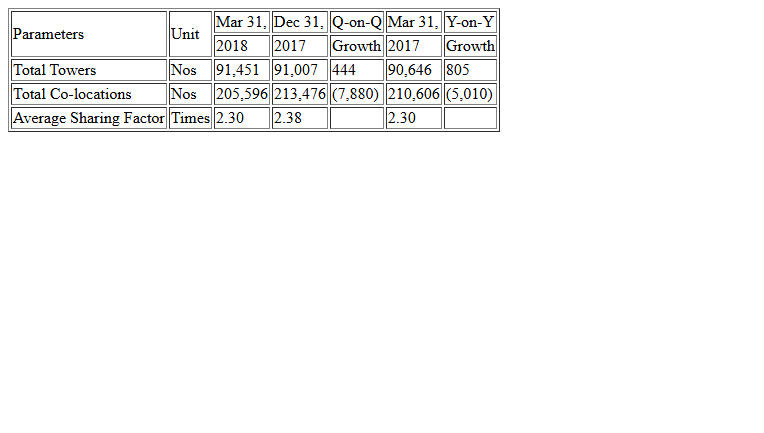 Parameters Unit Mar 31, Dec 31, Q-on-Q Mar 31, Y-on-Y
2018 2017 Growth 2017 Growth
Total Towers Nos 91,451 91,007 444 90,646 805
Total Co-locations Nos 205,596 213,476 (7,880) 210,606 (5,010)
Average Sharing Factor Times 2.30 2.38 2.30